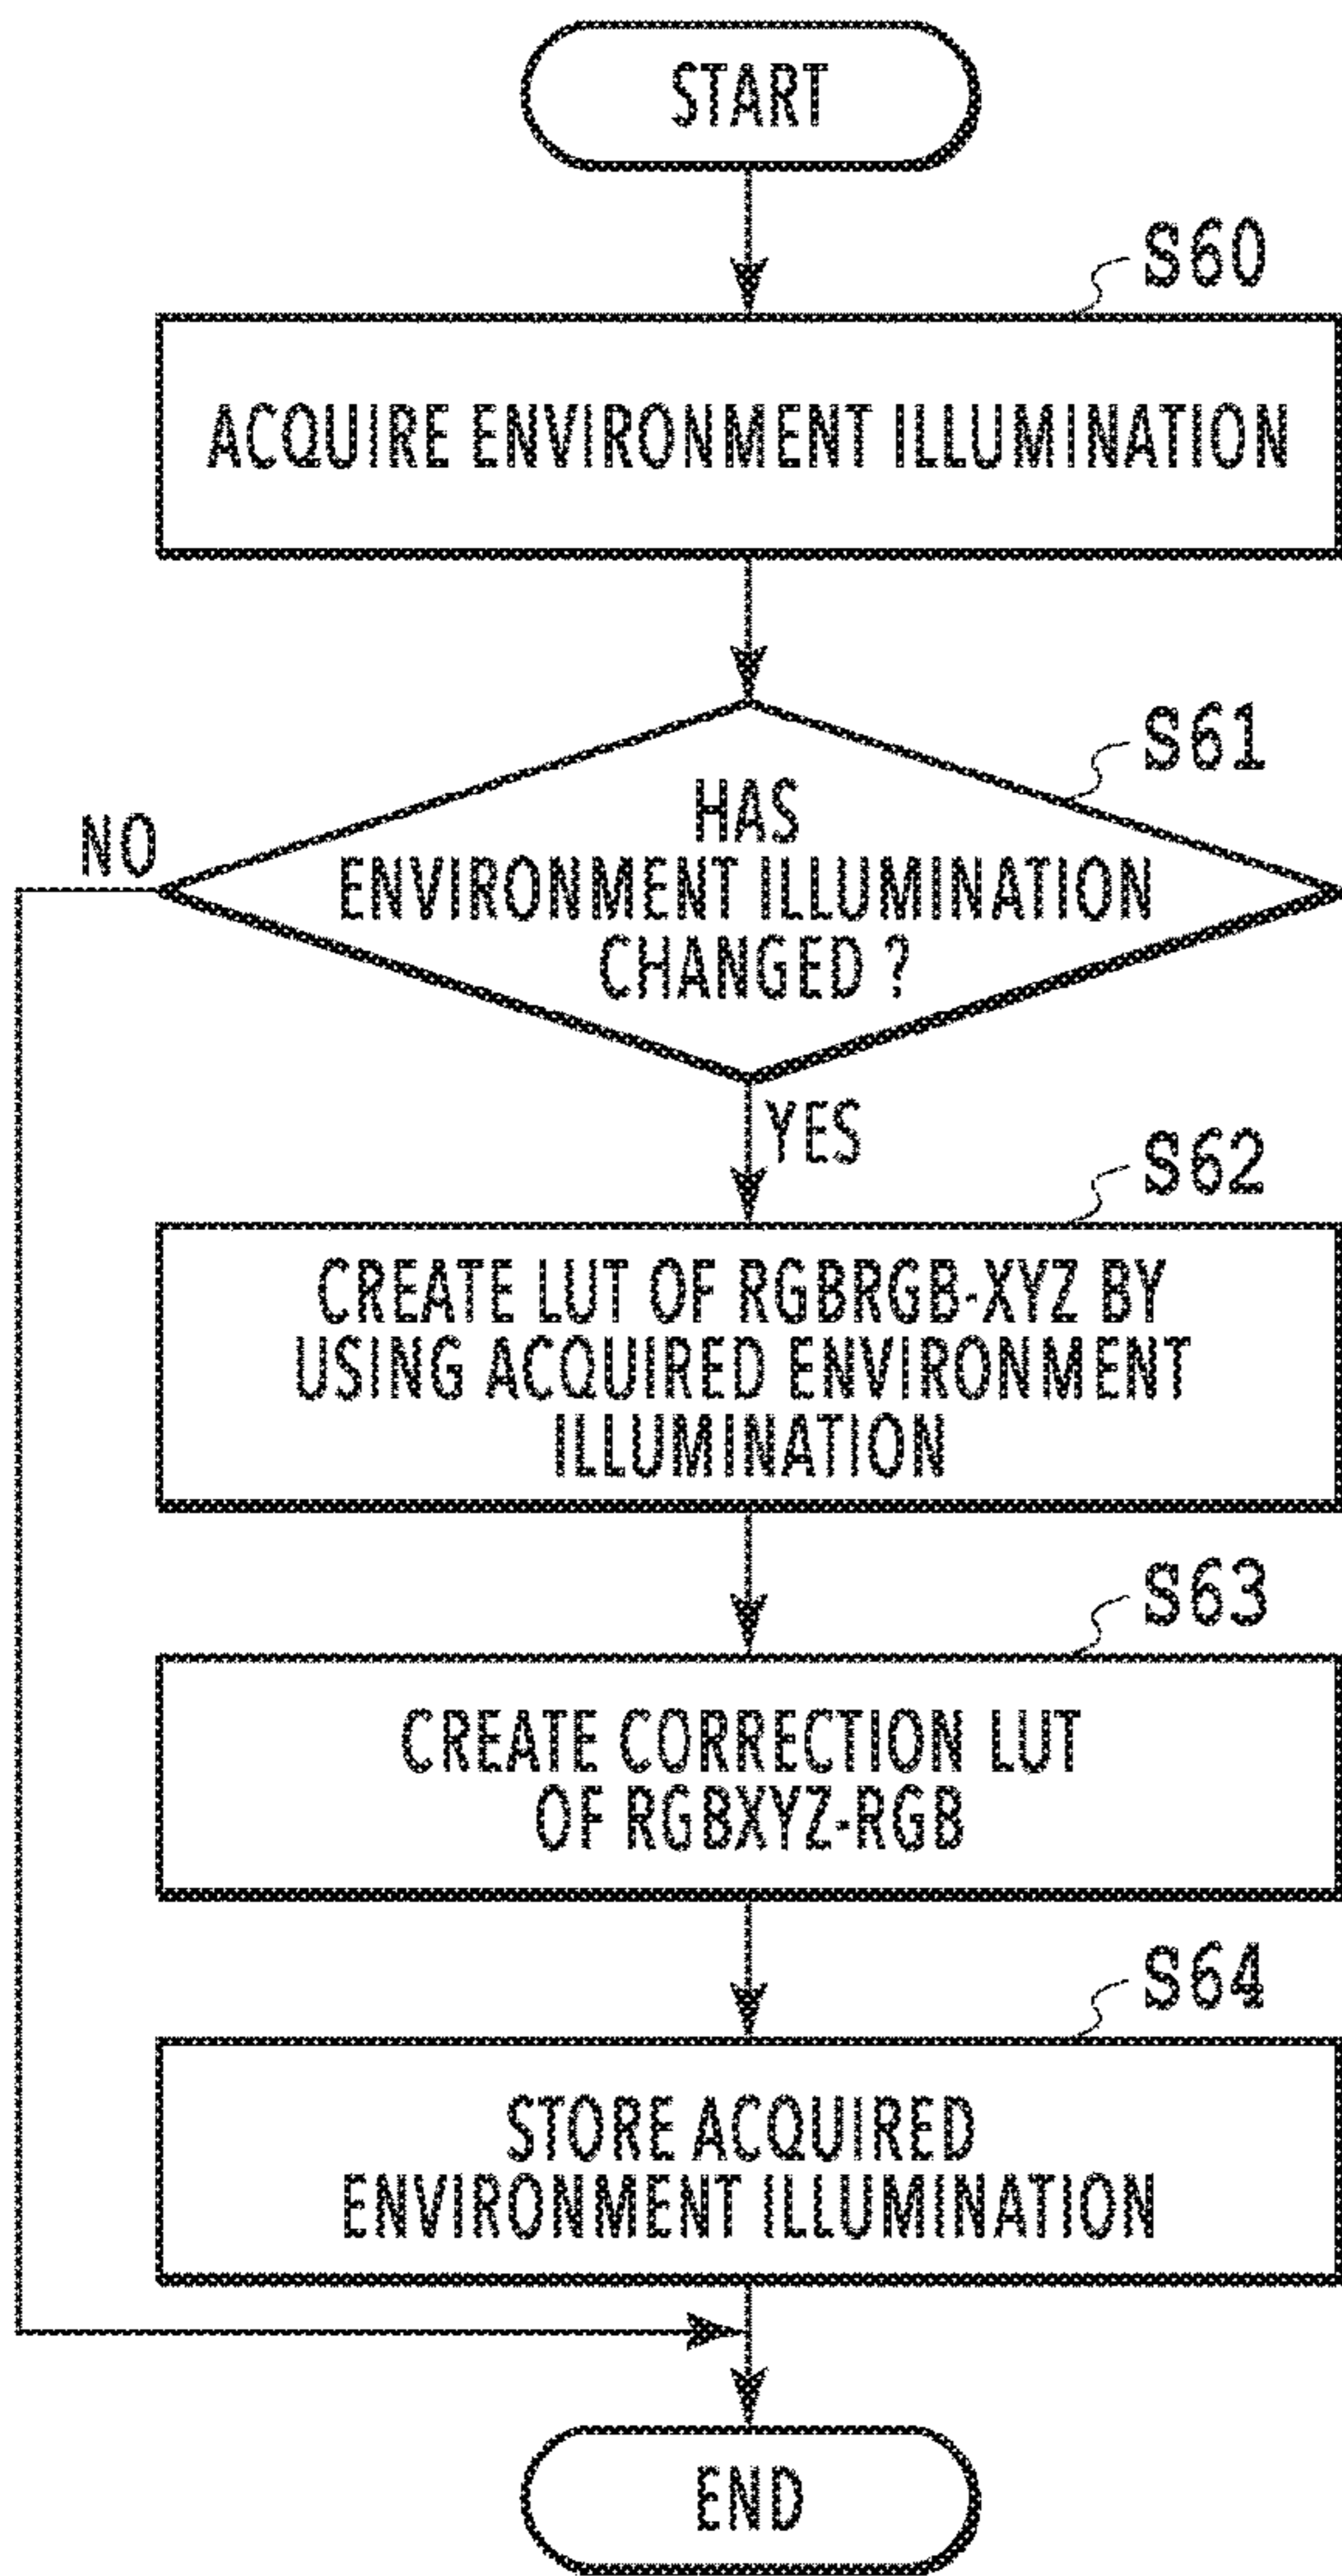 START
S60
ACQUIRE ENVIRONMENT ILLUMINATION
S61
NO
HAS
ENVIRONMENT ILLUMINATION
CHANGED ?
YES
S62
CREATE LUT OF RGBRGB-XYZ BY
USING ACQUIRED ENVIRONMENT
ILLUMINATION
S63
CREATE CORRECTION LUT
OF RGBXYZ-RGB
S64
STORE ACQUIRED
ENVIRONMENT ILLUMINATION
END